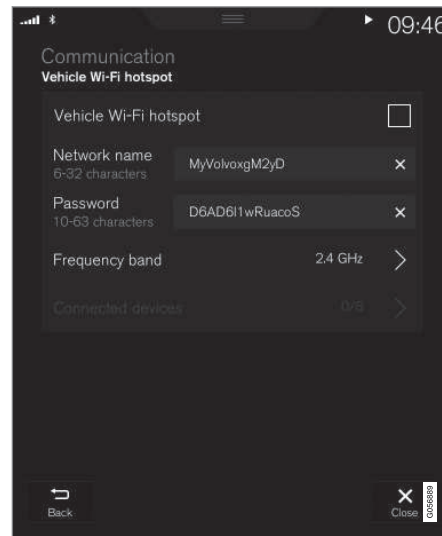 09:46
Communication
Vehicle Wi-Fi hotspot
Vehicle Wi-Fi hotspot
Network name
6-32 characters
MyVolvoxgM2yD
Password
10-63 characters
D6AD6l1wRuacoS
Frequency band
2.4 GHz
Connected devices
0/8
Back
Close
G056889